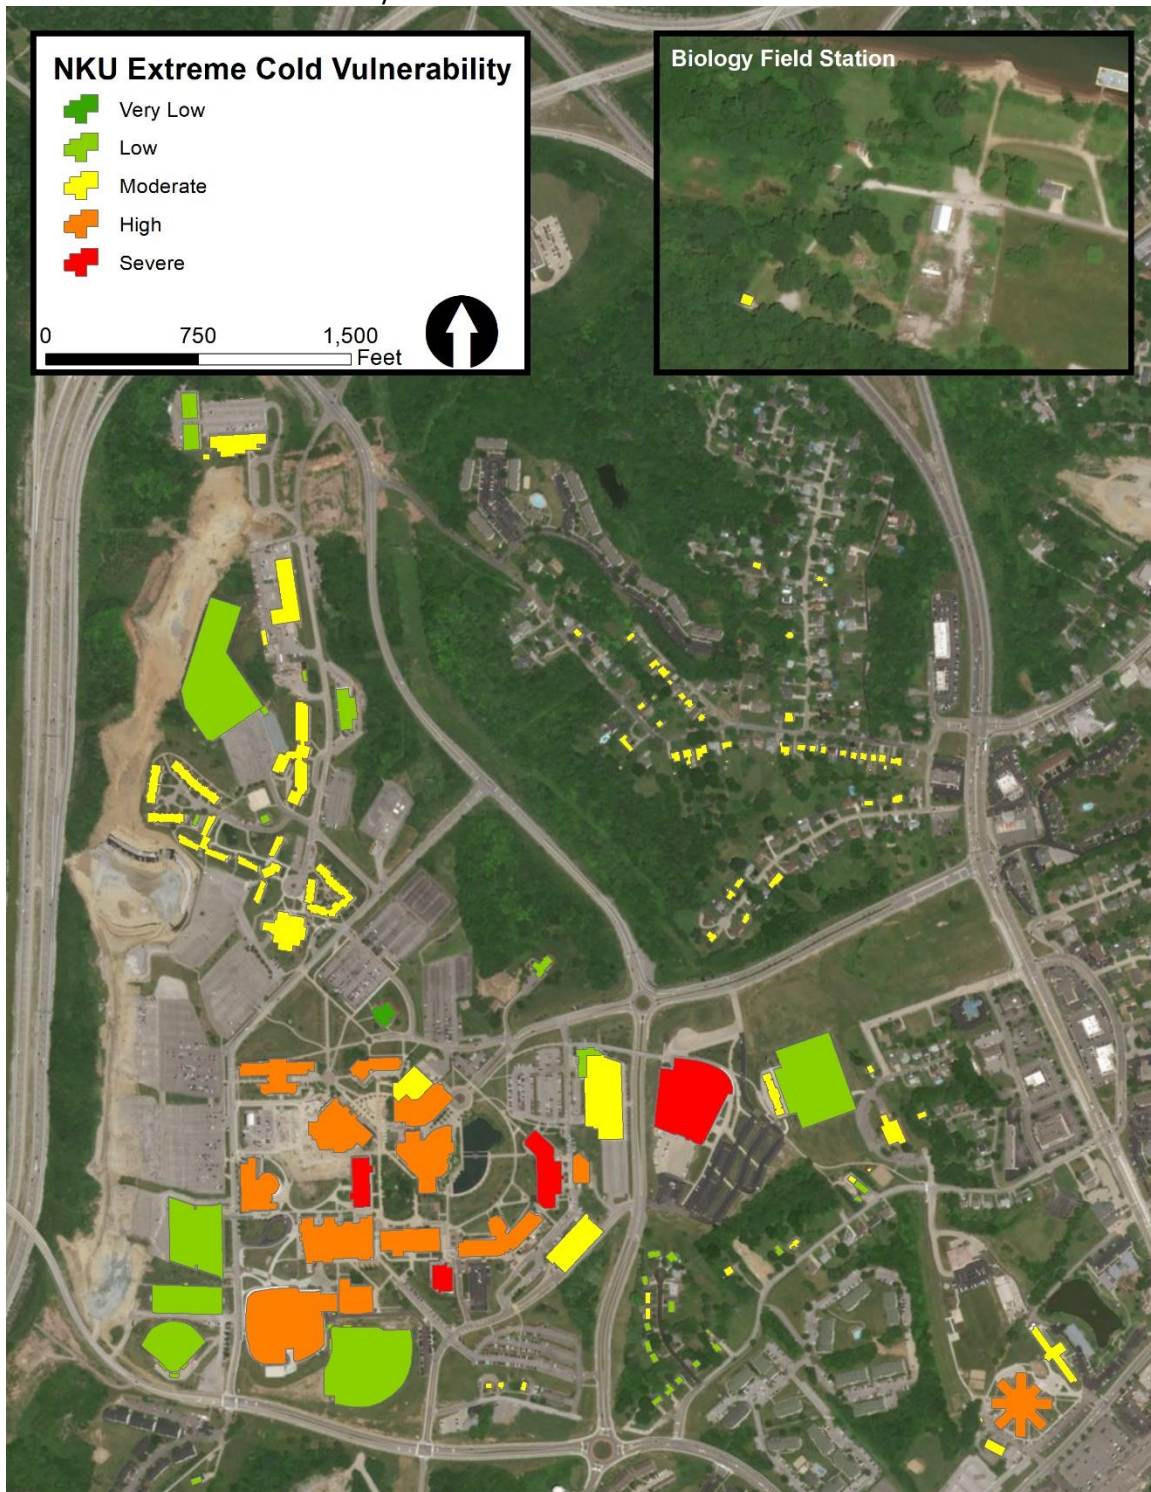 NKU Extreme Cold Vulnerability
Very Low
Low
Moderate
High
Severe
0 750 1,500
Feet
Biology Field Station